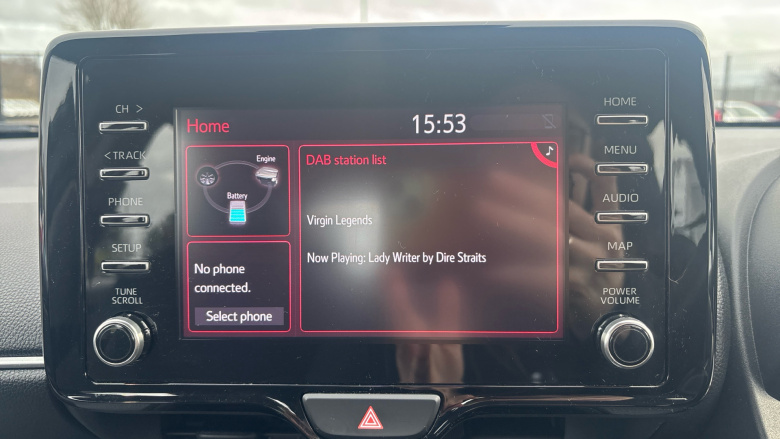 CH >
< TRACK
PHONE
SETUP
TUNE
SCROLL
Home
15:53
Engine
Battery
No phone
connected.
Select phone
DAB station list
Virgin Legends
Now Playing: Lady Writer by Dire Straits
HOME
MENU
AUDIO
MAP
POWER
VOLUME